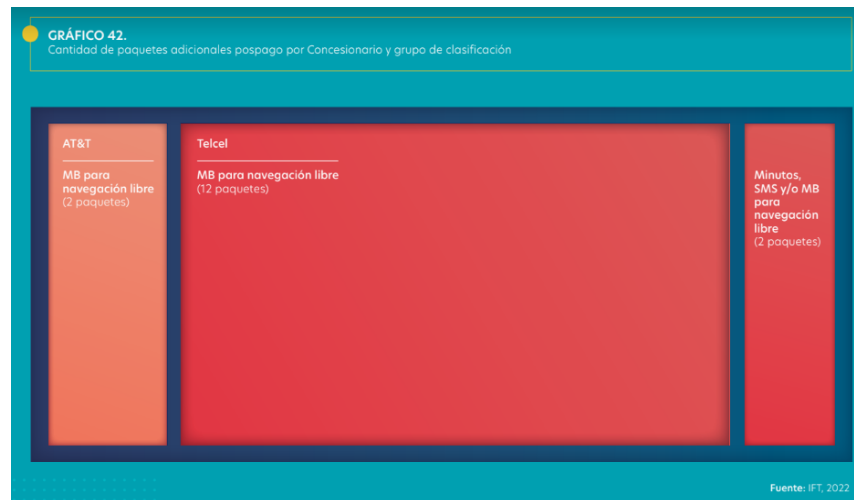 GRÁFICO 42.
Cantidad de paquetes adicionales pospago por Concesionario y grupo de clasificación
AT&T
MB para
navegación libre
(2 paquetes)
Telcel
MB para navegación libre
(12 paquetes)
Minutos,
SMS y/o MB
para
navegación
libre
(2 paquetes)
Fuente: IFT, 2022